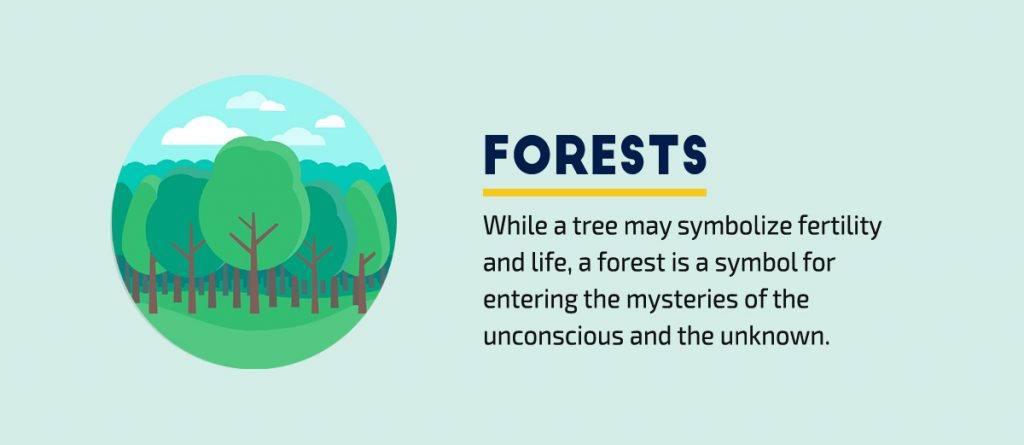 FORESTS
While a tree may symbolize fertility
and life, a forest is a symbol for
entering the mysteries of the
unconscious and the unknown.